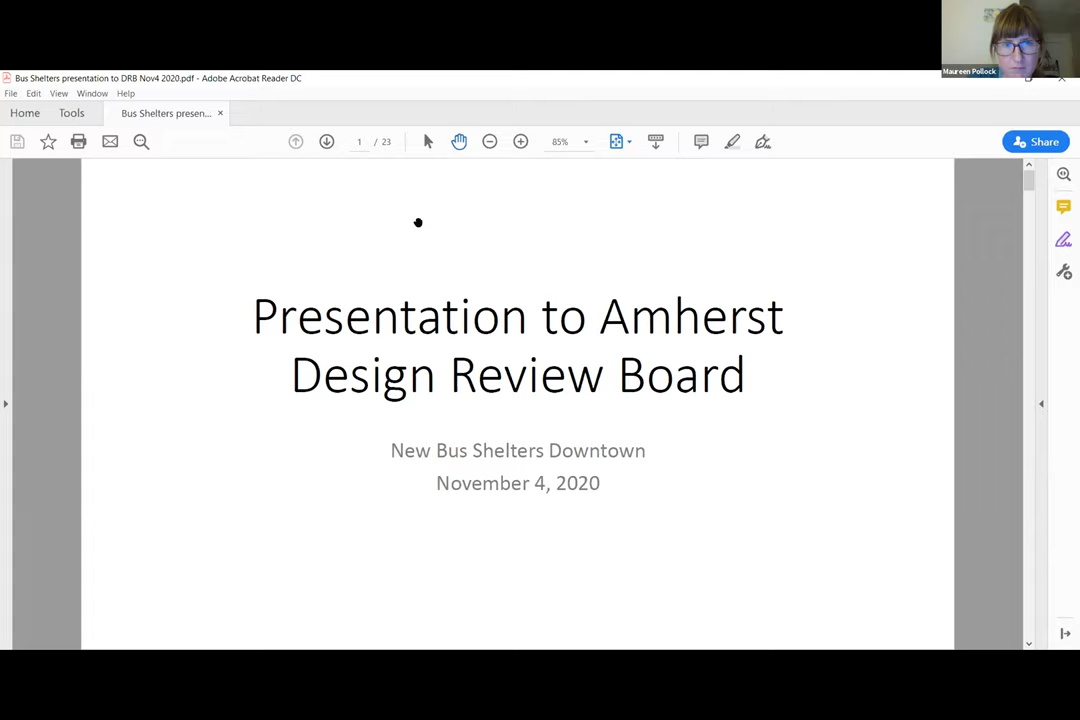 Maureen Pollock
Bus Shelters presentation to DRB Nov4 2020.pdf - Adobe Acrobat Reader DC
File Edit View Window Help
Home Tools Bus Shelters presen... ×
1 / 23 85% Share
Presentation to Amherst
Design Review Board
New Bus Shelters Downtown
November 4, 2020